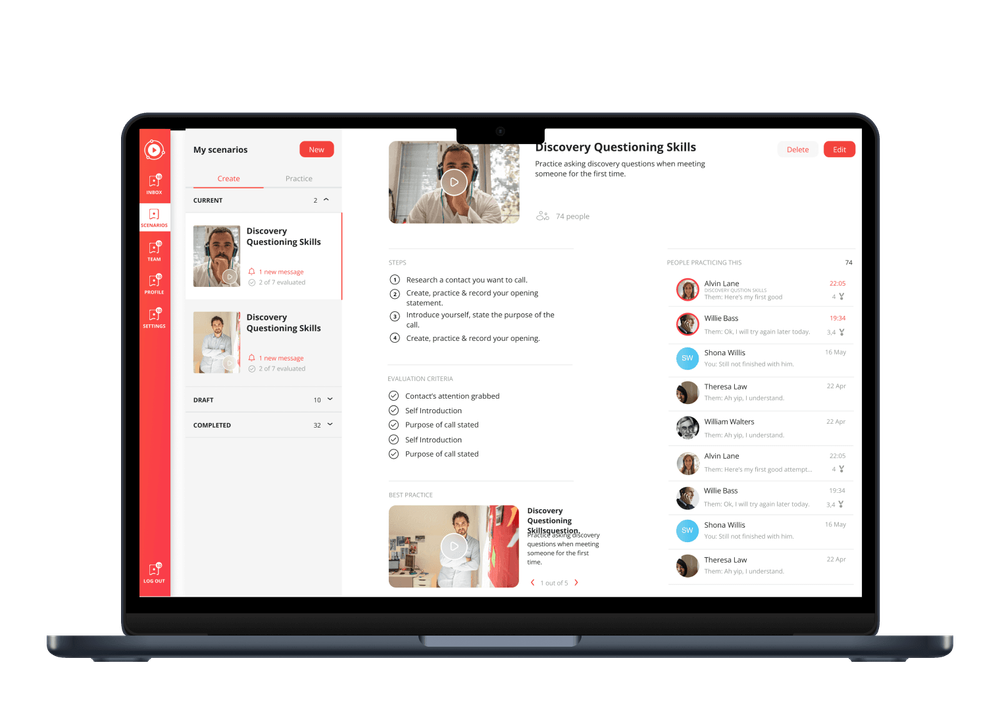 My scenarios
New
Create
Practice
CURRENT
2
Discovery
Questioning Skills
1 new message
2 of 7 evaluated
Discovery
Questioning Skills
1 new message
2 of 7 evaluated
DRAFT
10
COMPLETED
32
INBOX
SCENARIOS
TEAM
PROFILE
SETTINGS
LOG OUT
Discovery Questioning Skills
Practice asking discovery questions when meeting
someone for the first time.
74 people
Delete
Edit
STEPS
1 Research a contact you want to call.
2 Create, practice & record your opening
statement.
3 Introduce yourself, state the purpose of the
call.
4 Create, practice & record your opening.
EVALUATION CRITERIA
Contact's attention grabbed
Self Introduction
Purpose of call stated
Self Introduction
Purpose of call stated
BEST PRACTICE
Discovery
Questioning
Skillsquestion.
Practice asking discovery
questions when meeting
someone for the first
time.
1 out of 5
PEOPLE PRACTICING THIS
74
Alvin Lane
22:05
DISCOVERY QUESTION SKILLS
Them: Here's my first good
4
Willie Bass
19:34
Them: Ok, I will try again later today.
3,4
SW
Shona Willis
16 May
You: Still not finished with him.
Theresa Law
22 Apr
Them: Ah yip, I understand.
William Walters
22 Apr
Them: Ah yip, I understand.
Alvin Lane
22:05
Them: Here's my first good attempt...
4
Willie Bass
19:34
Them: Ok, I will try again later today.
3,4
SW
Shona Willis
16 May
You: Still not finished with him.
Theresa Law
22 Apr
Them: Ah yip, I understand.